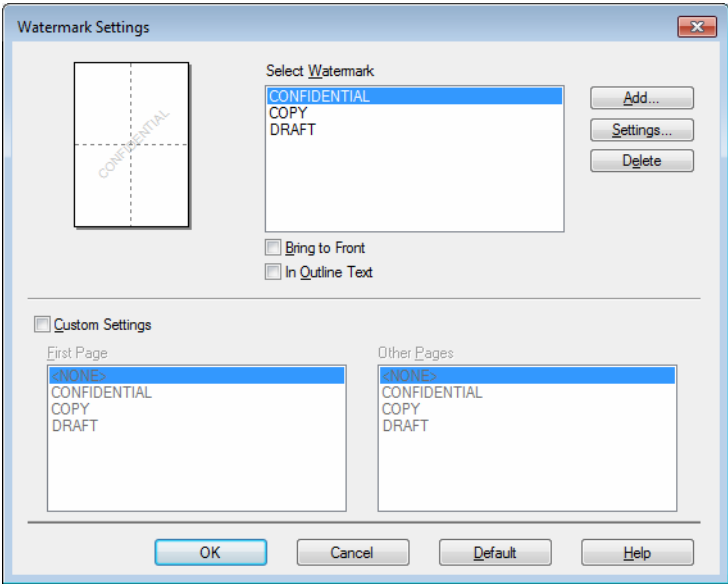 Watermark Settings
Select Watermark
CONFIDENTIAL
CONFIDENTIAL
COPY
DRAFT
Add...
Settings...
Delete
Bring to Front
In Outline Text
Custom Settings
First Page
<NONE>
CONFIDENTIAL
COPY
DRAFT
Other Pages
<NONE>
CONFIDENTIAL
COPY
DRAFT
OK
Cancel
Default
Help